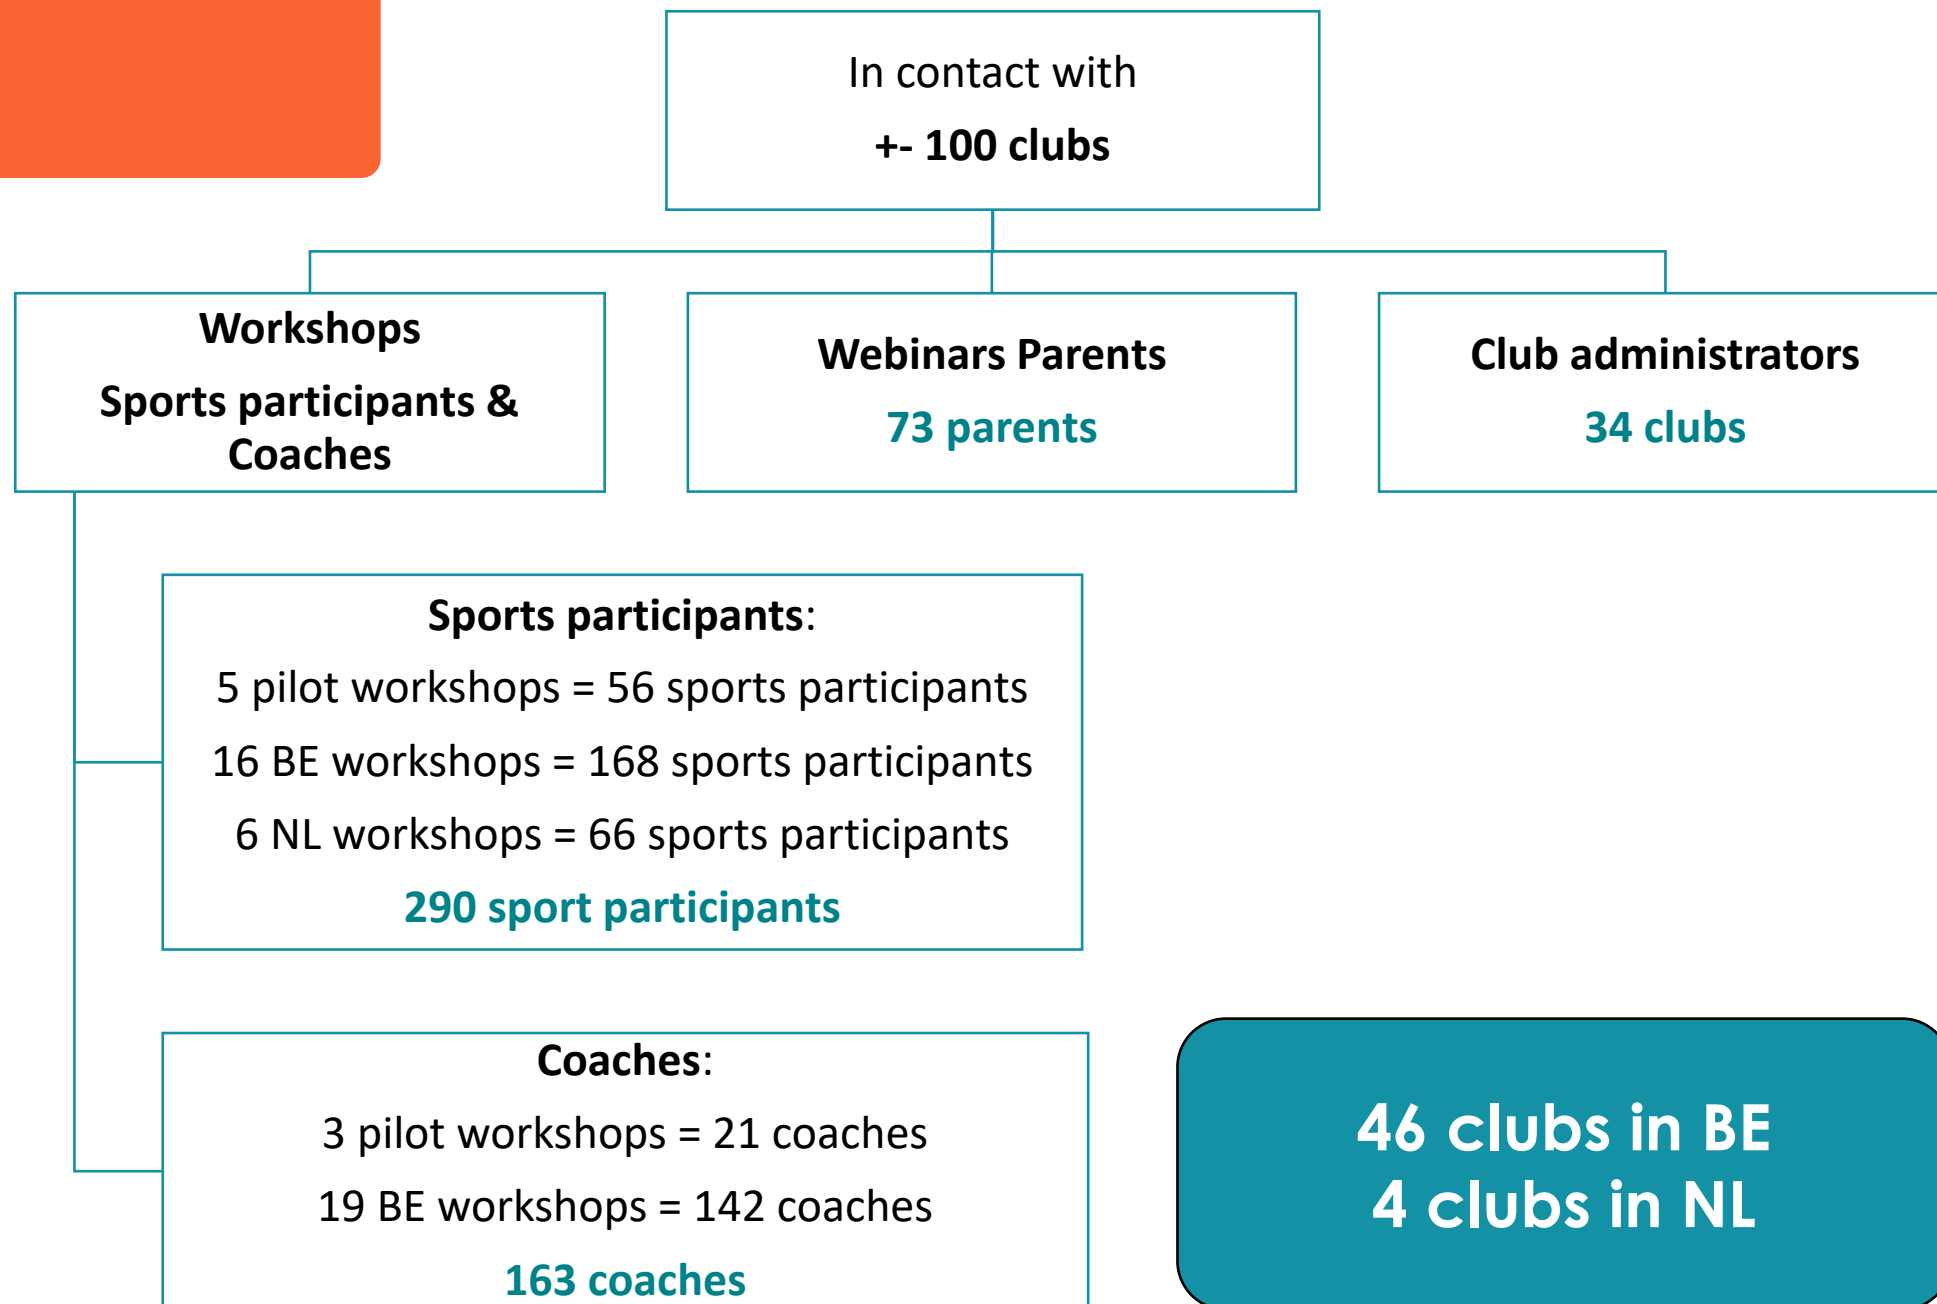 In contact with
+- 100 clubs
Workshops
Sports participants &
Coaches
Webinars Parents
73 parents
Club administrators
34 clubs
Sports participants:
5 pilot workshops = 56 sports participants
16 BE workshops = 168 sports participants
6 NL workshops = 66 sports participants
290 sport participants
Coaches:
3 pilot workshops = 21 coaches
19 BE workshops = 142 coaches
163 coaches
46 clubs in BE
4 clubs in NL